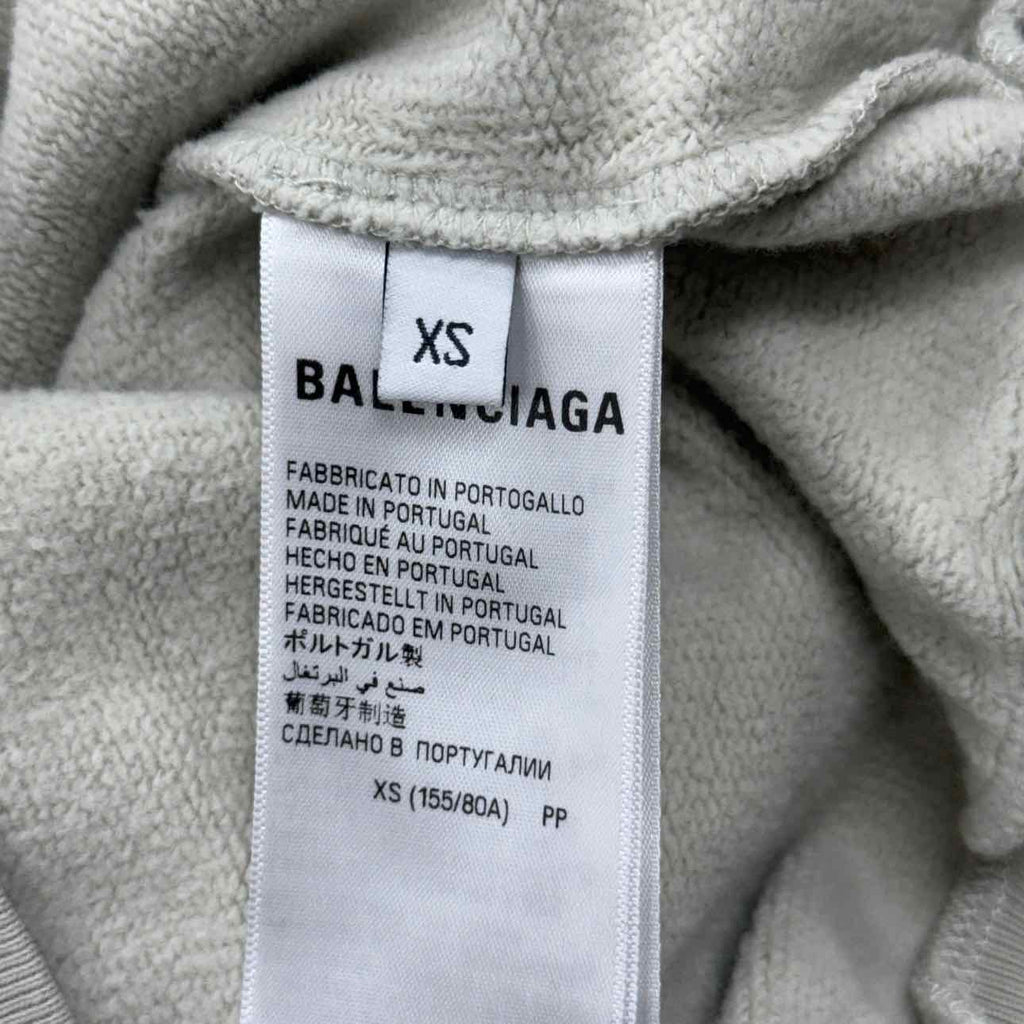 XS
BALENCIAGA
FABBRICATO IN PORTOGALLO
MADE IN PORTUGAL
FABRIQUÉ AU PORTUGAL
HECHO EN PORTUGAL
HERGESTELLT IN PORTUGAL
FABRICADO EM PORTUGAL
ポルトガル製
صنع في البرتغال
葡萄牙制造
СДЕЛАНО В ПОРТУГАЛИИ
XS (155/80A) PP